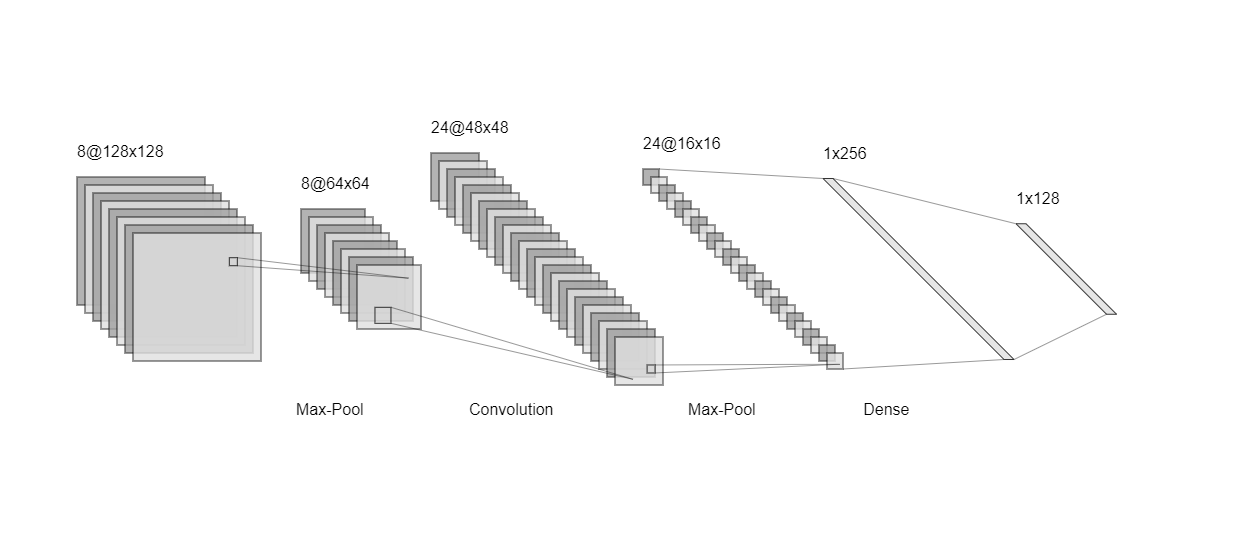 8@128x128
8@64x64
24@48x48
24@16x16
1x256
1x128
Max-Pool
Convolution
Max-Pool
Dense